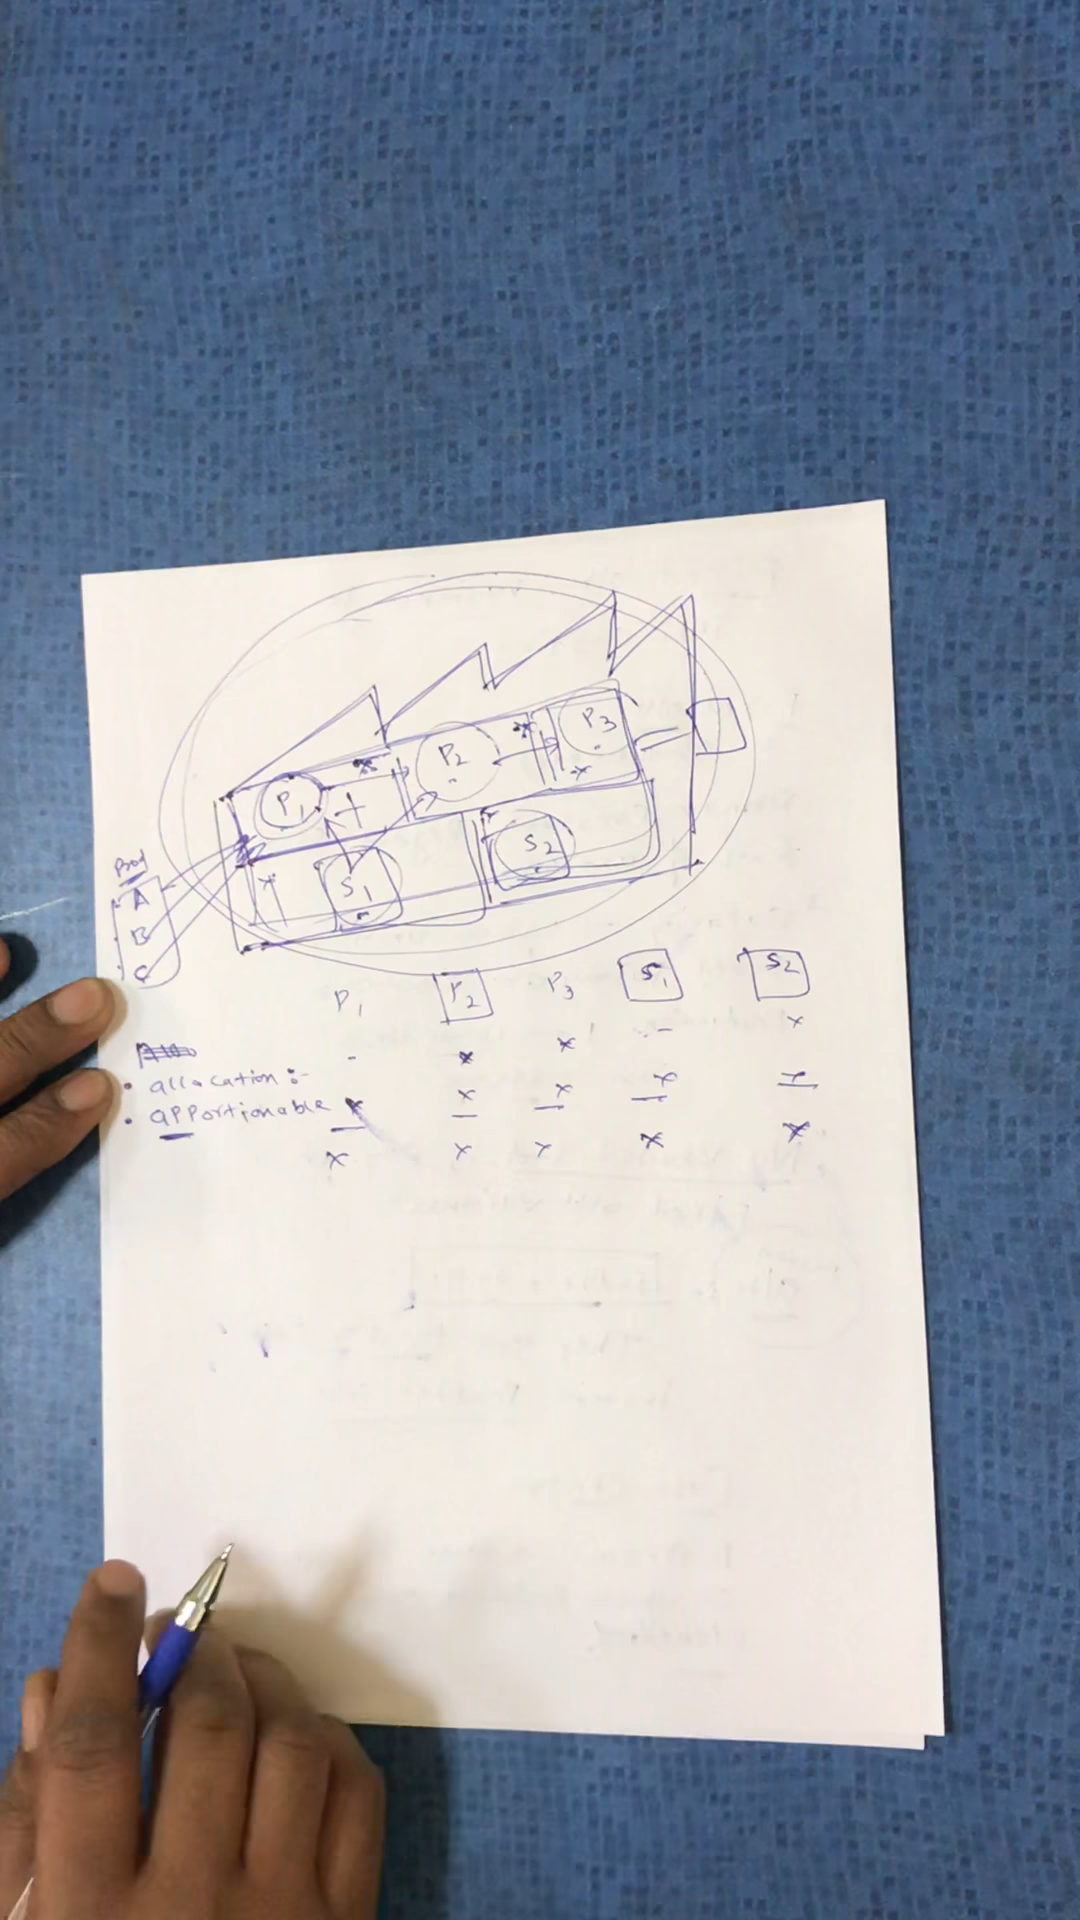 P1 P2 P3
S1 S2
Prod
A
B
C
P1 P2 P3 S1 S2
- x x - x
• allocation :-
• apportionable x x x x x
x x x x x